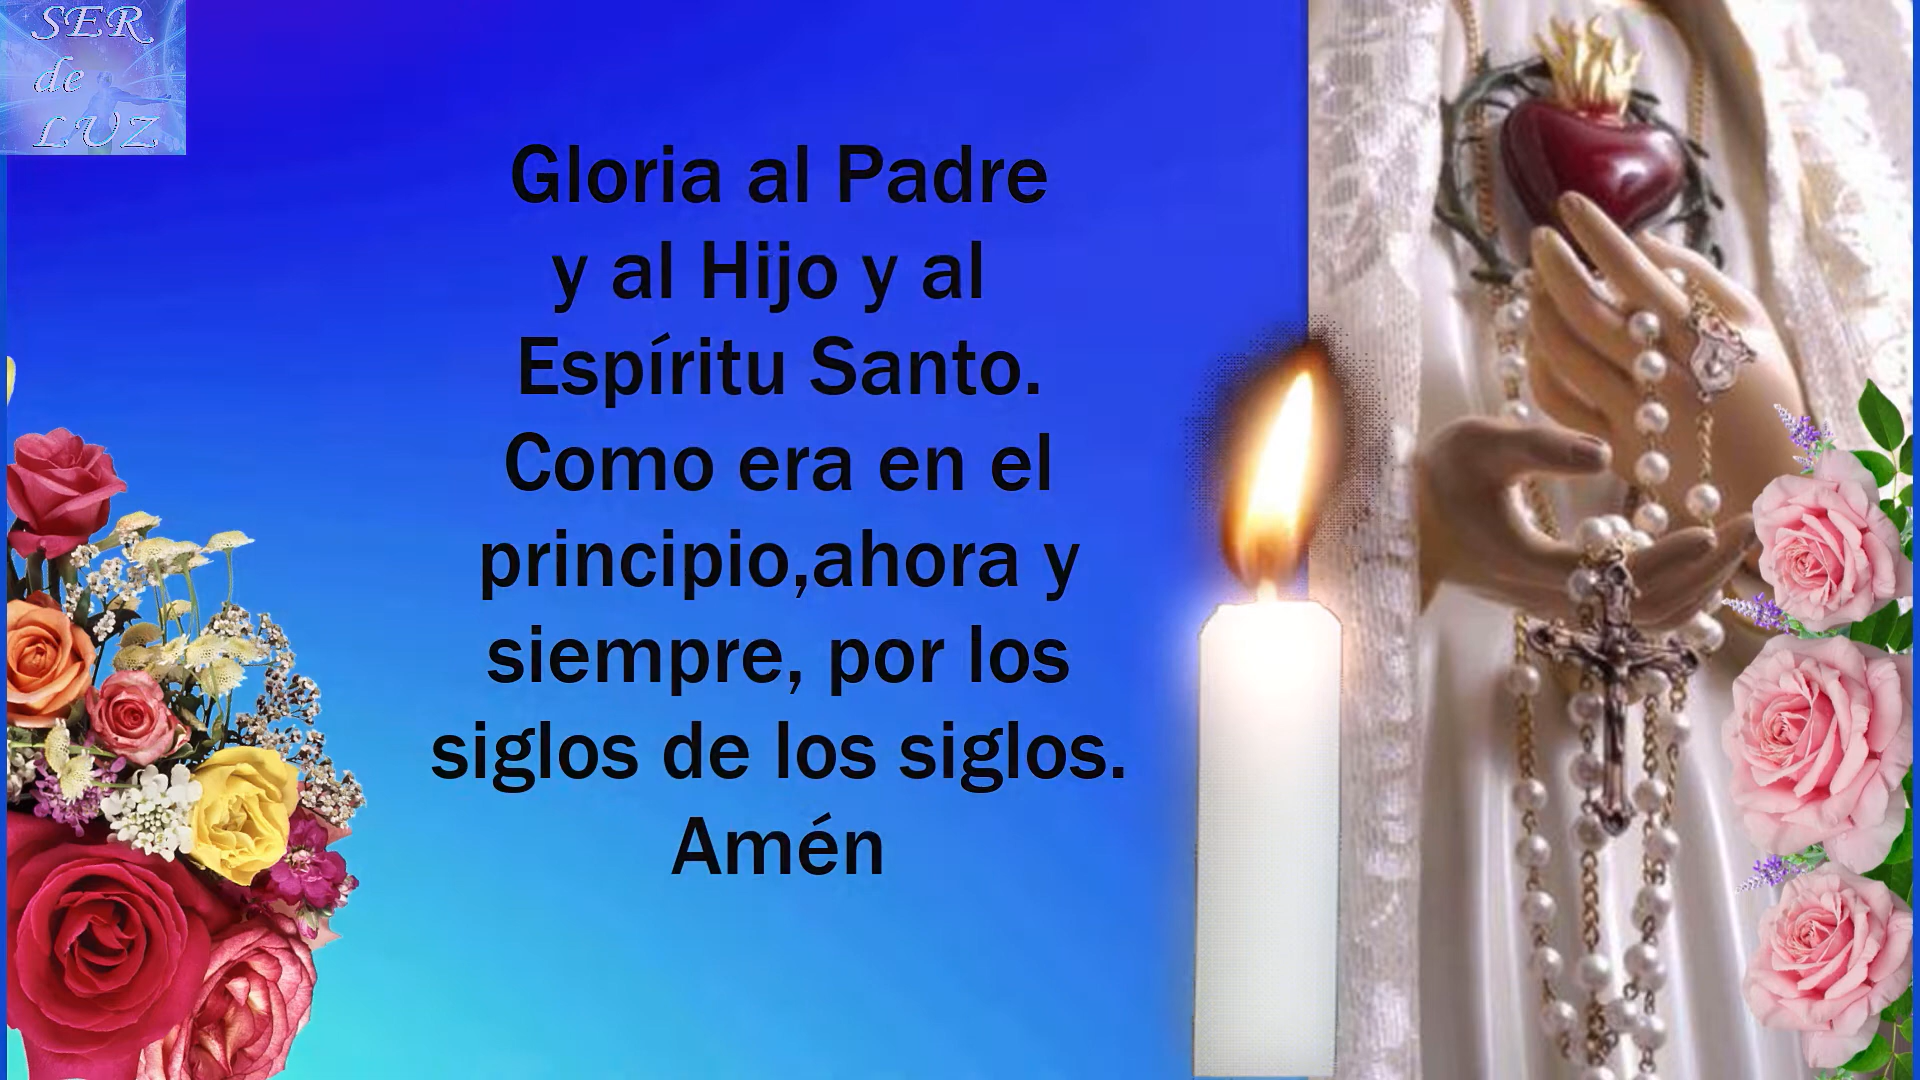 SER
de
LUZ
Gloria al Padre
y al Hijo y al
Espíritu Santo.
Como era en el
principio,ahora y
siempre, por los
siglos de los siglos.
Amén